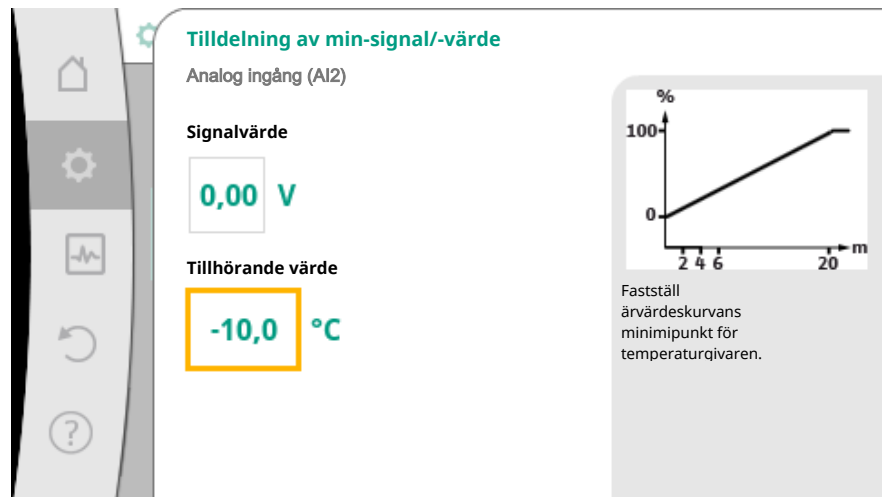 Tilldelning av min-signal/-värde
Analog ingång (AI2)
Signalvärde
0,00 V
Tillhörande värde
-10,0 °C
%
100
0
2 4 6 20 m
Fastställ
ärvärdeskurvans
minimipunkt för
temperaturgivaren.
?